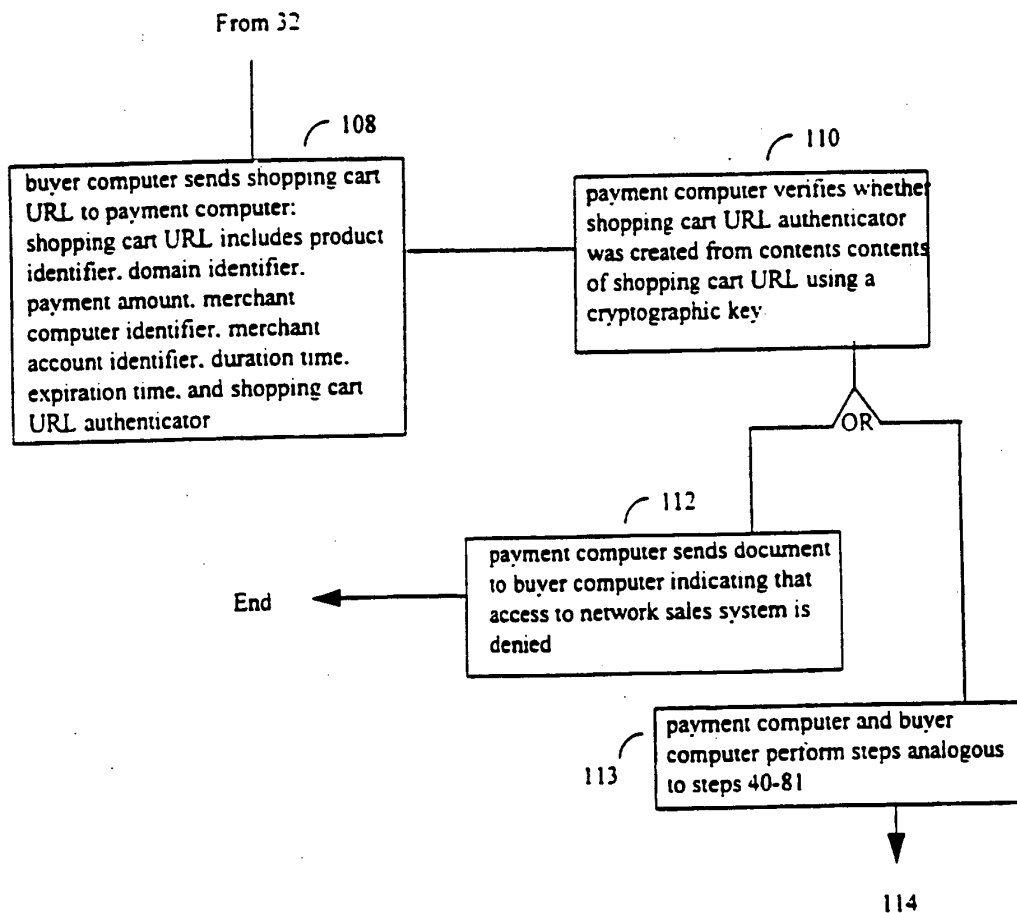 From 32
108
buyer computer sends shopping cart
URL to payment computer:
shopping cart URL includes product
identifier. domain identifier.
payment amount. merchant
computer identifier. merchant
account identifier. duration time.
expiration time. and shopping cart
URL authenticator
110
payment computer verifies whether
shopping cart URL authenticator
was created from contents contents
of shopping cart URL using a
cryptographic key
OR
112
payment computer sends document
to buyer computer indicating that
access to network sales system is
denied
End
113
payment computer and buyer
computer perform steps analogous
to steps 40-81
114